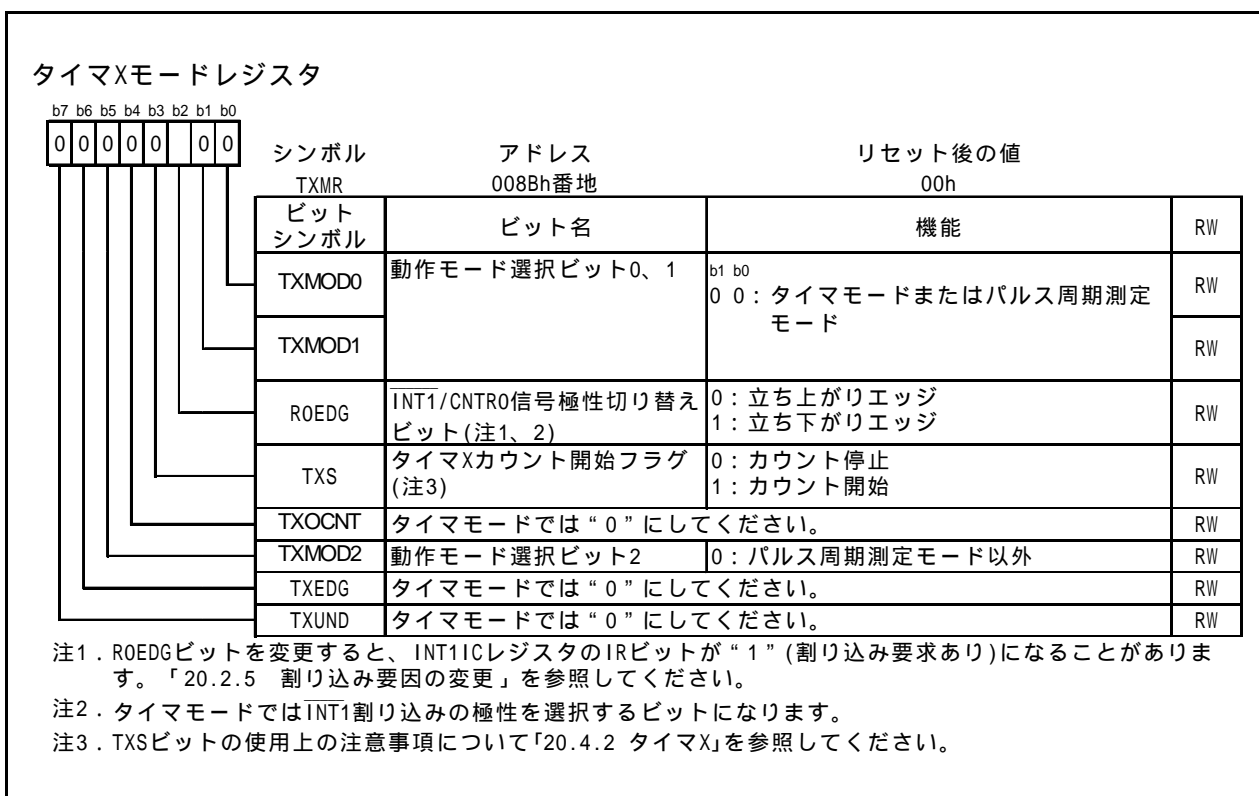 タイマXモードレジスタ
b7 b6 b5 b4 b3 b2 b1 b0
0 0 0 0 0 0 0
シンボル アドレス リセット後の値
TXMR 008Bh番地 00h
ビット
シンボル ビット名 機能 RW
TXMOD0 動作モード選択ビット0、1 b1 b0
0 0：タイマモードまたはパルス周期測定
モード RW
TXMOD1 RW
R0EDG INT1/CNTR0信号極性切り替え
ビット(注1、2) 0：立ち上がりエッジ
1：立ち下がりエッジ RW
TXS タイマXカウント開始フラグ
(注3) 0：カウント停止
1：カウント開始 RW
TXOCNT タイマモードでは“0”にしてください。 RW
TXMOD2 動作モード選択ビット2 0：パルス周期測定モード以外 RW
TXEDG タイマモードでは“0”にしてください。 RW
TXUND タイマモードでは“0”にしてください。 RW
注1．R0EDGビットを変更すると、INT1ICレジスタのIRビットが“1”(割り込み要求あり)になることがありま
す。「20.2.5 割り込み要因の変更」を参照してください。
注2．タイマモードではINT1割り込みの極性を選択するビットになります。
注3．TXSビットの使用上の注意事項について「20.4.2 タイマX」を参照してください。